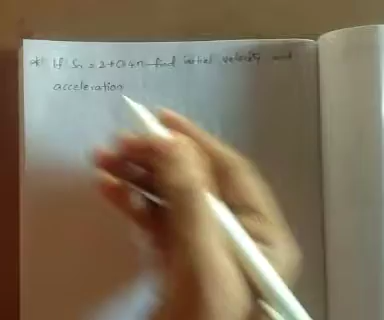 If Sn = 2+0.4n find initial velocity and
acceleration